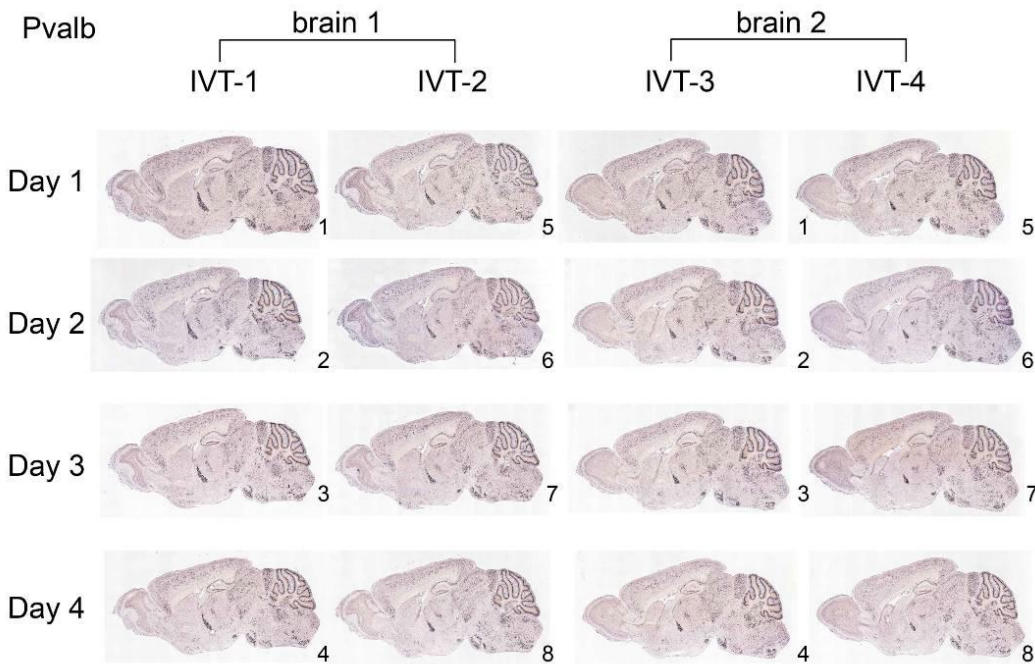 Pvalb
brain 1 brain 2
IVT-1 IVT-2 IVT-3 IVT-4
Day 1 1 5 1 5
Day 2 2 6 2 6
Day 3 3 7 3 7
Day 4 4 8 4 8